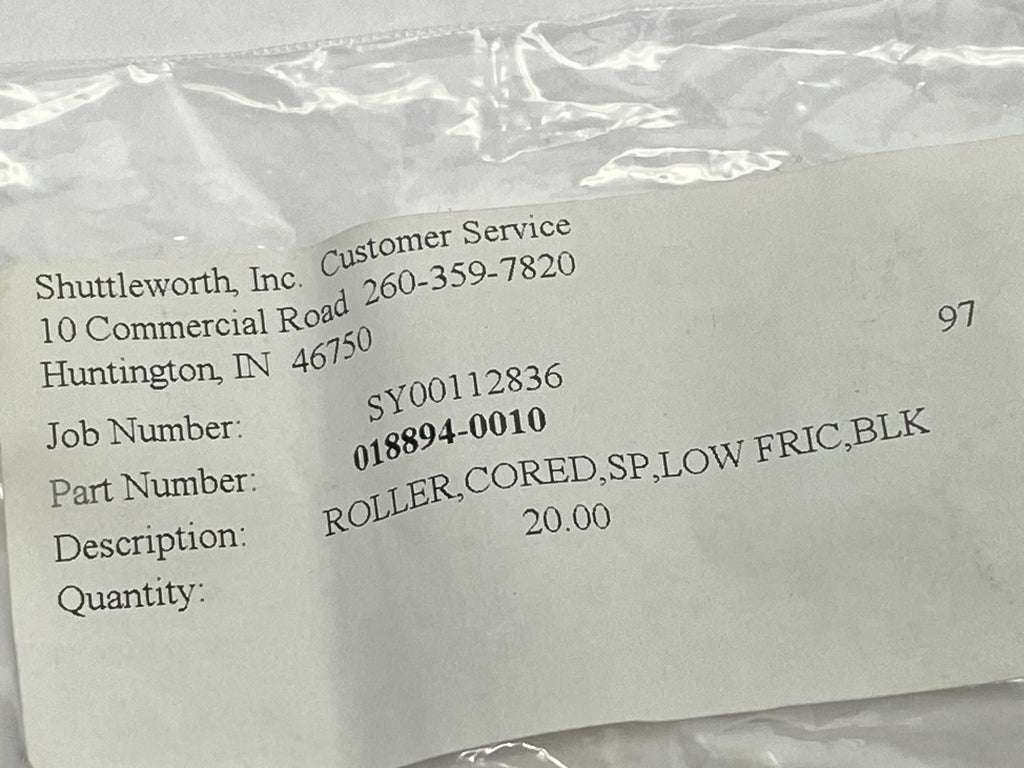 Shuttleworth, Inc. Customer Service
10 Commercial Road 260-359-7820
Huntington, IN 46750
97
Job Number: SY00112836
Part Number: 018894-0010
Description: ROLLER,CORED,SP,LOW FRIC,BLK
Quantity: 20.00